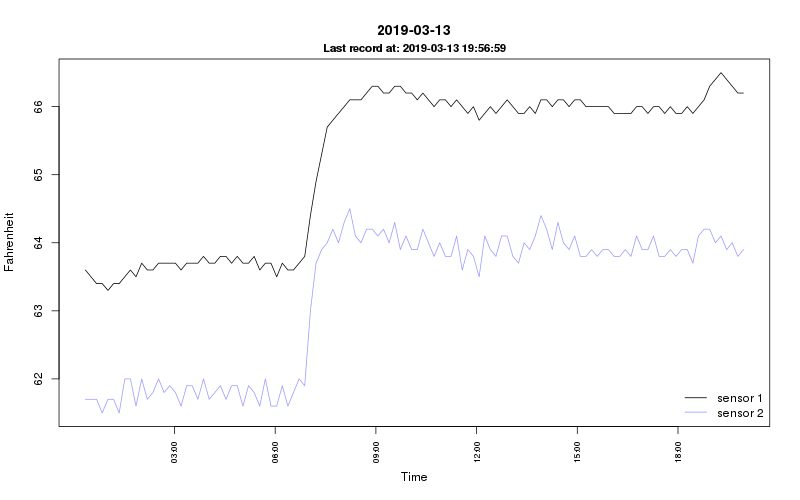 2019-03-13
Last record at: 2019-03-13 19:56:59
Fahrenheit
66
65
64
63
62
sensor 1
sensor 2
03:00
06:00
09:00
12:00
15:00
18:00
Time